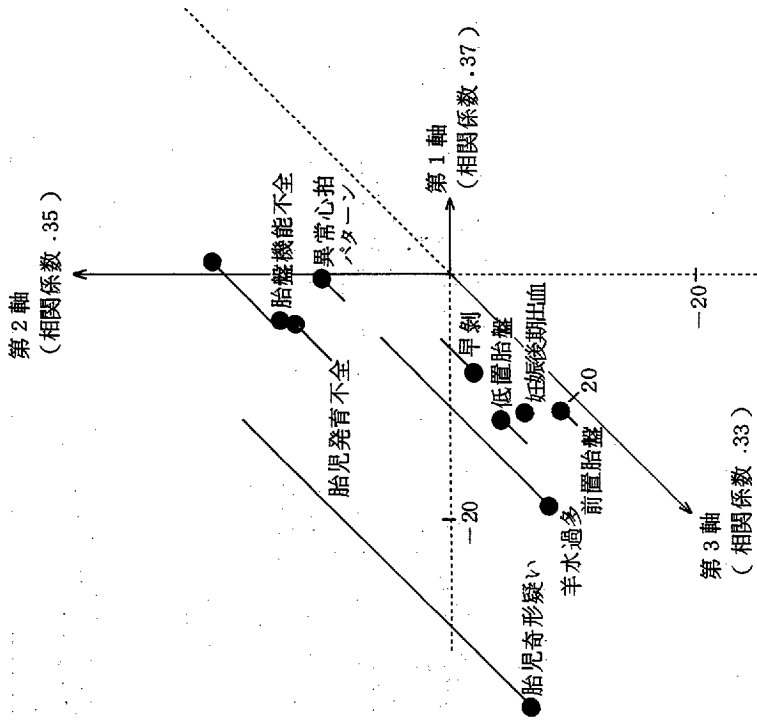 第2軸
(相関係数 .35)
胎盤機能不全
異常心拍
パターン
胎児発育不全
第1軸
(相関係数 .37)
早剥
低置胎盤
妊娠後期出血
20
前置胎盤
羊水過多
胎児奇形疑い
−20
−20
第3軸
(相関係数 .33)